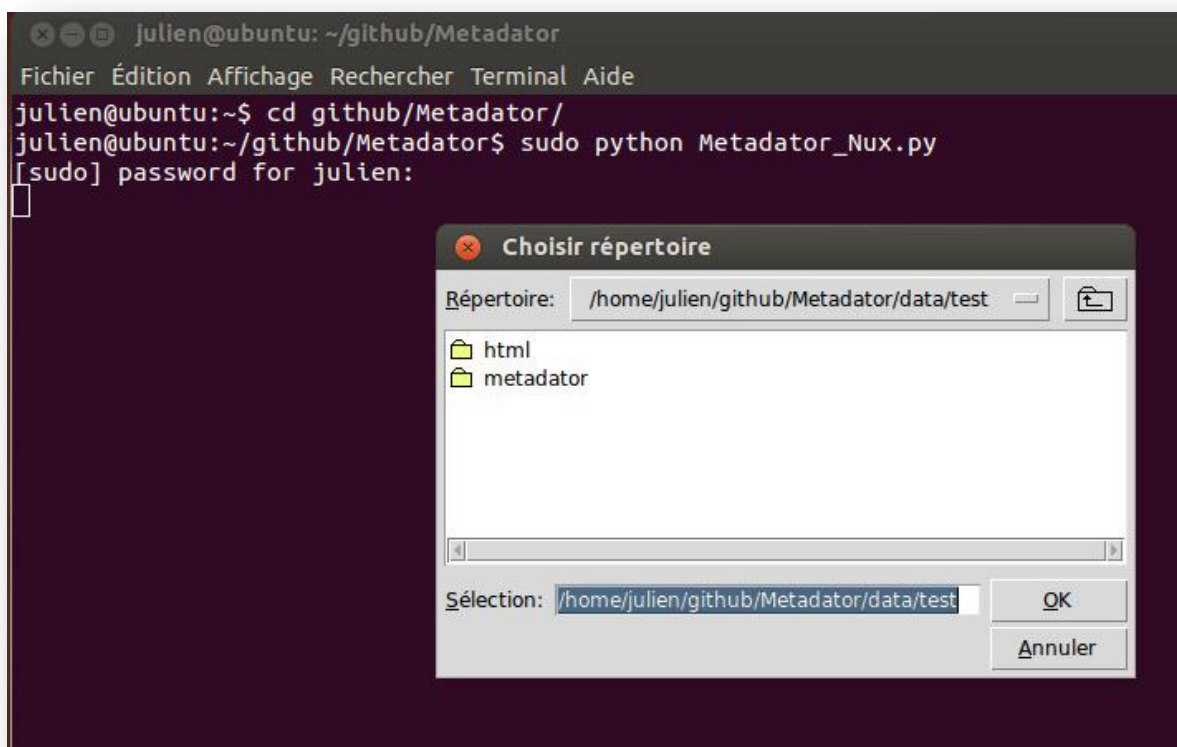 julien@ubuntu: ~/github/Metadator
Fichier Édition Affichage Rechercher Terminal Aide
julien@ubuntu:~$ cd github/Metadator/
julien@ubuntu:~/github/Metadator$ sudo python Metadator_Nux.py
[sudo] password for julien:
Choisir répertoire
Répertoire: /home/julien/github/Metadator/data/test
html
metadator
Sélection: /home/julien/github/Metadator/data/test OK
Annuler